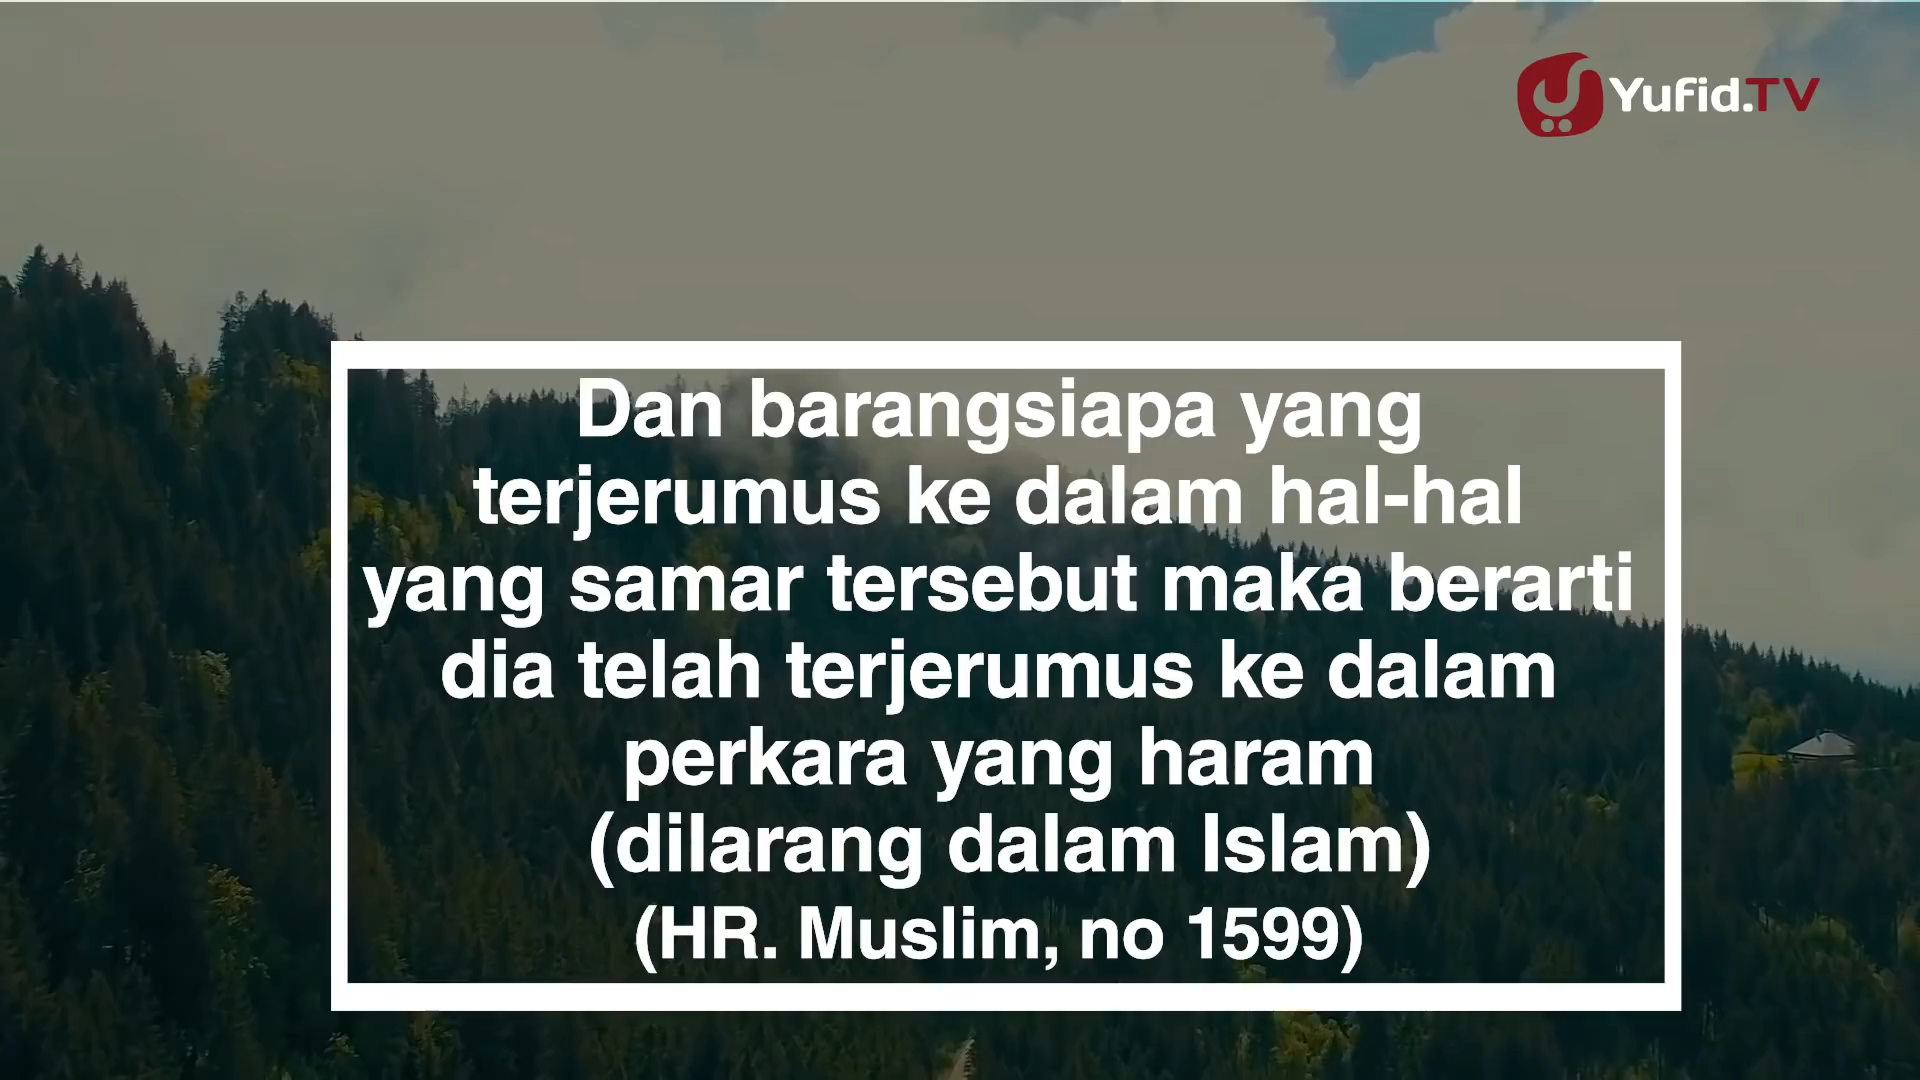 Yufid.TV
Dan barangsiapa yang
terjerumus ke dalam hal-hal
yang samar tersebut maka berarti
dia telah terjerumus ke dalam
perkara yang haram
(dilarang dalam Islam)
(HR. Muslim, no 1599)